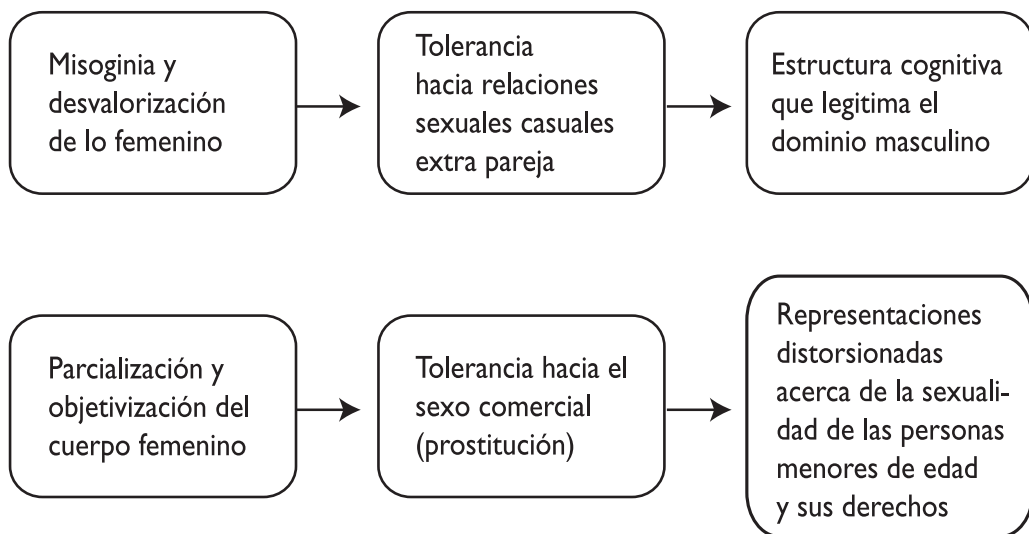 Misoginia y
desvalorización
de lo femenino
Tolerancia
hacia relaciones
sexuales casuales
extra pareja
Estructura cognitiva
que legitima el
dominio masculino
Parcialización y
objetivización del
cuerpo femenino
Tolerancia hacia el
sexo comercial
(prostitución)
Representaciones
distorsionadas
acerca de la sexuali-
dad de las personas
menores de edad
y sus derechos